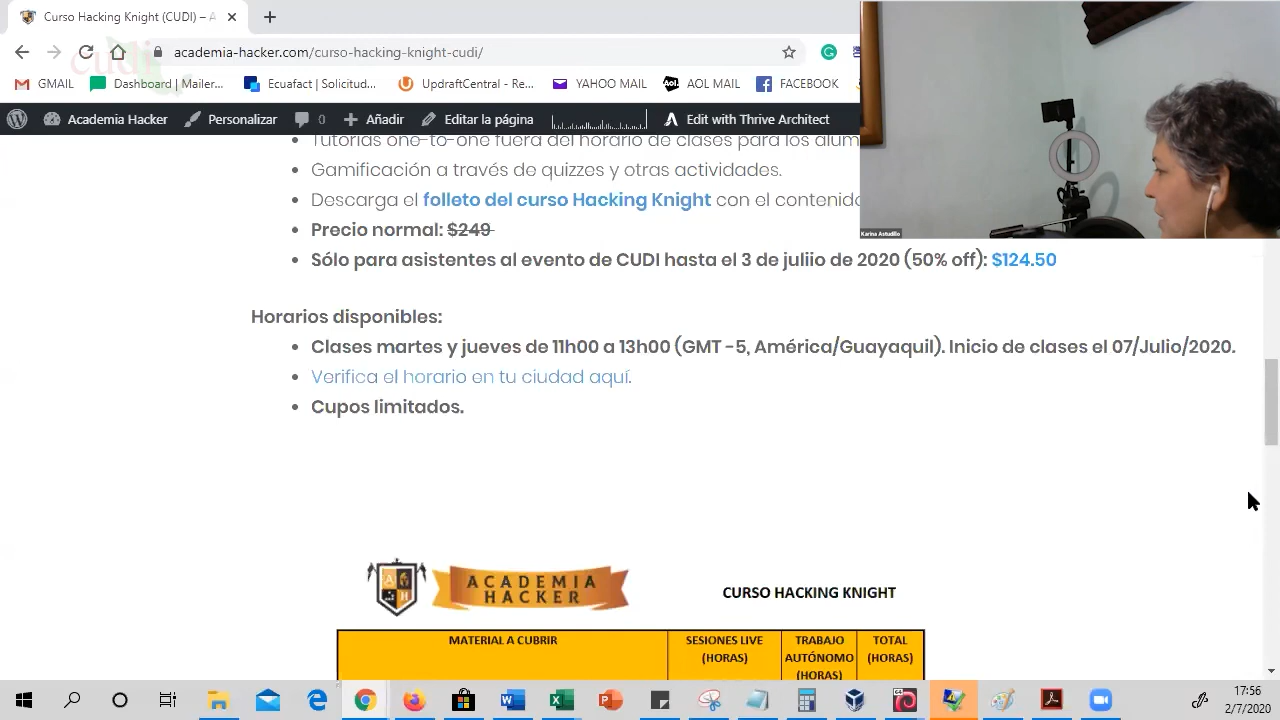 Curso Hacking Knight (CUDI) – A
cudi
academia-hacker.com/curso-hacking-knight-cudi/
GMAIL
Dashboard | Mailer...
Ecuafact | Solicitud...
UpdraftCentral - Re...
YAHOO MAIL
Aol.
AOL MAIL
FACEBOOK
Academia Hacker
Personalizar
0
Añadir
Editar la página
Edit with Thrive Architect
Karina Astudillo
Tutorías one-to-one fuera del horario de clases para los alum
Gamificación a través de quizzes y otras actividades.
Descarga el folleto del curso Hacking Knight con el contenido
Precio normal: $249
Sólo para asistentes al evento de CUDI hasta el 3 de juliio de 2020 (50% off): $124.50
Horarios disponibles:
Clases martes y jueves de 11h00 a 13h00 (GMT -5, América/Guayaquil). Inicio de clases el 07/Julio/2020.
Verifica el horario en tu ciudad aquí.
Cupos limitados.
ACADEMIA
HACKER
CURSO HACKING KNIGHT
MATERIAL A CUBRIR
SESIONES LIVE
(HORAS)
TRABAJO
AUTÓNOMO
(HORAS)
TOTAL
(HORAS)
17:56
2/7/2020